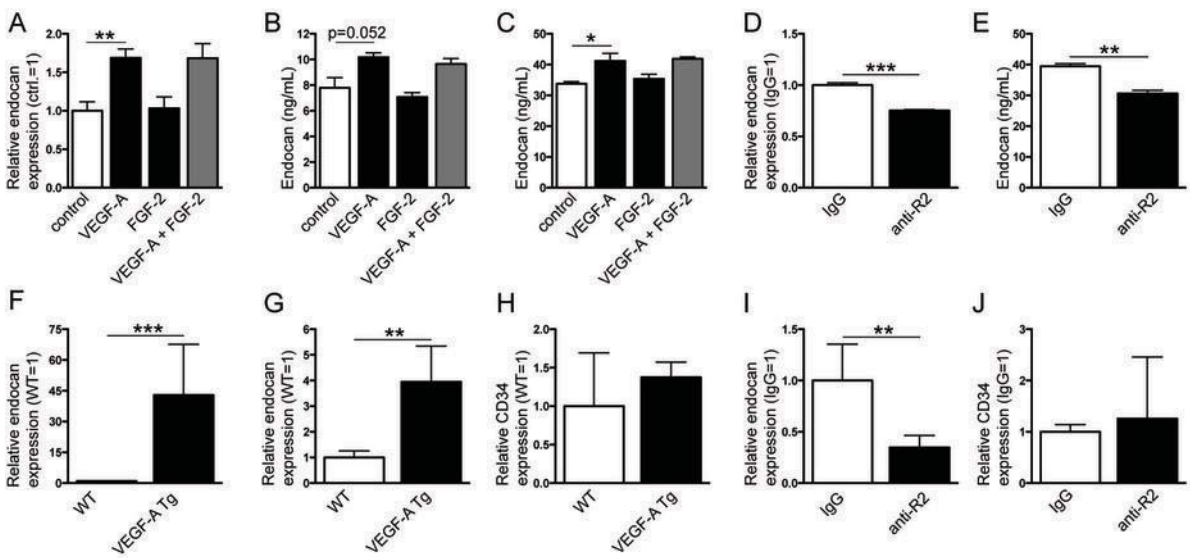 A
Relative endocan
expression (ctrl.=1)
2.0
1.5
1.0
0.5
0.0
**
control
VEGF-A
FGF-2
VEGF-A + FGF-2
B
Endocan (ng/mL)
12
10
8
6
4
2
0
p=0.052
control
VEGF-A
FGF-2
VEGF-A + FGF-2
C
Endocan (ng/mL)
50
40
30
20
10
0
*
control
VEGF-A
FGF-2
VEGF-A + FGF-2
D
Relative endocan
expression (IgG=1)
1.5
1.0
0.5
0.0
***
IgG
anti-R2
E
Endocan (ng/mL)
50
40
30
20
10
0
**
IgG
anti-R2
F
Relative endocan
expression (WT=1)
75
60
45
30
15
0
***
WT
VEGF-A Tg
G
Relative endocan
expression (WT=1)
6
5
4
3
2
1
0
**
WT
VEGF-A Tg
H
Relative CD34
expression (WT=1)
2.0
1.5
1.0
0.5
0.0
WT
VEGF-A Tg
I
Relative endocan
expression (IgG=1)
1.5
1.0
0.5
0.0
**
IgG
anti-R2
J
Relative CD34
expression (IgG=1)
3
2
1
0
IgG
anti-R2